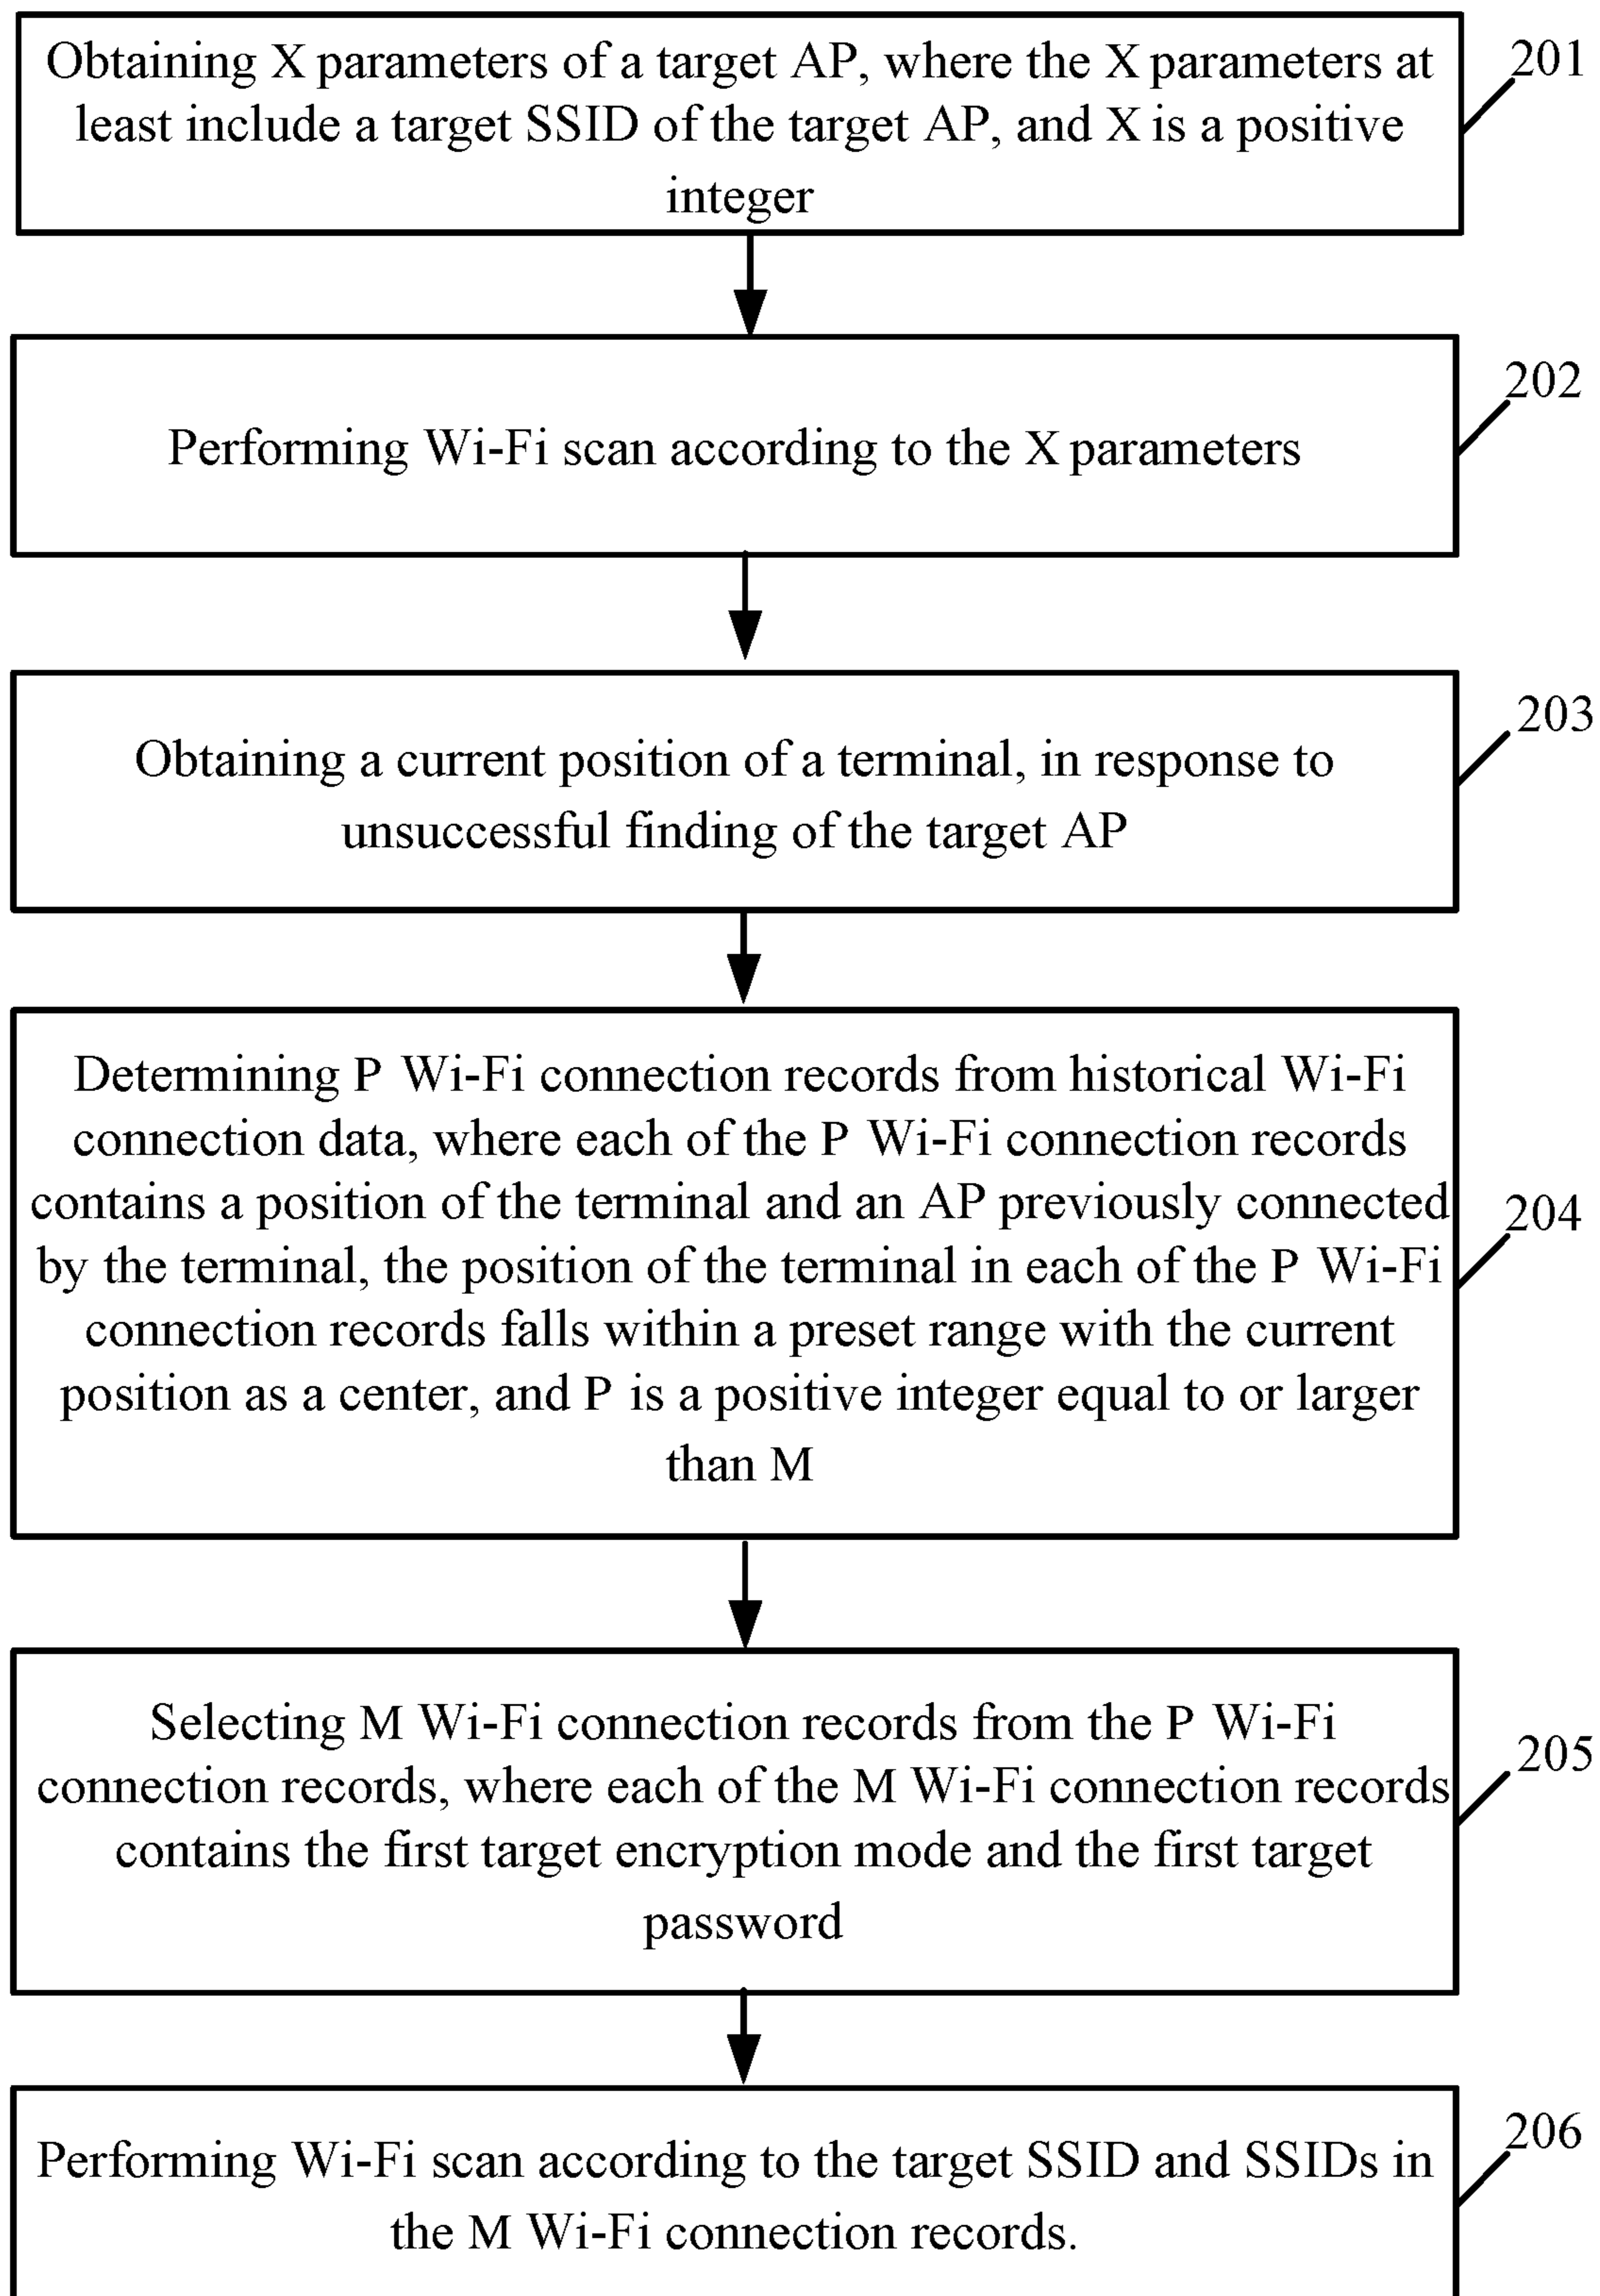 Obtaining X parameters of a target AP, where the X parameters at
least include a target SSID of the target AP, and X is a positive
integer
201
Performing Wi-Fi scan according to the X parameters
202
Obtaining a current position of a terminal, in response to
unsuccessful finding of the target AP
203
Determining P Wi-Fi connection records from historical Wi-Fi
connection data, where each of the P Wi-Fi connection records
contains a position of the terminal and an AP previously connected
by the terminal, the position of the terminal in each of the P Wi-Fi
connection records falls within a preset range with the current
position as a center, and P is a positive integer equal to or larger
than M
204
Selecting M Wi-Fi connection records from the P Wi-Fi
connection records, where each of the M Wi-Fi connection records
contains the first target encryption mode and the first target
password
205
Performing Wi-Fi scan according to the target SSID and SSIDs in
the M Wi-Fi connection records.
206